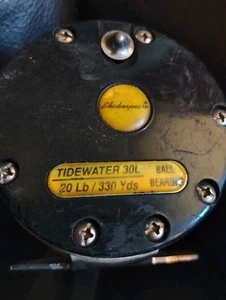 Shakespeare
TIDEWATER 30L
20 Lb / 330 Yds
BALL
BEARING